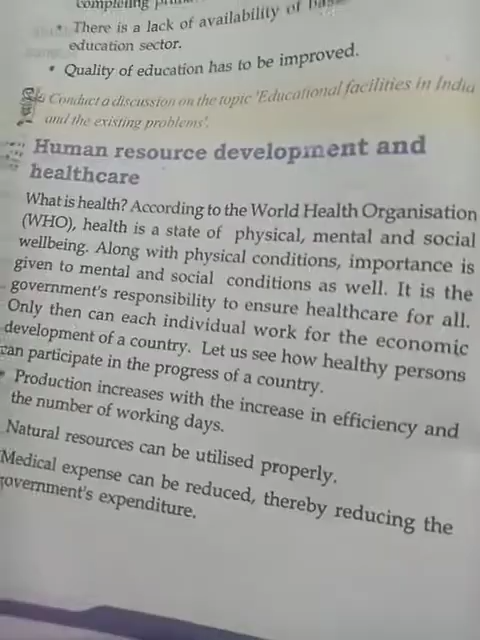 completing
• There is a lack of availability of
education sector.
• Quality of education has to be improved.
Conduct a discussion on the topic 'Educational facilities in India
and the existing problems'.
Human resource development and
healthcare
What is health? According to the World Health Organisation
(WHO), health is a state of physical, mental and social
wellbeing. Along with physical conditions, importance is
given to mental and social conditions as well. It is the
government's responsibility to ensure healthcare for all.
Only then can each individual work for the economic
development of a country. Let us see how healthy persons
can participate in the progress of a country.
• Production increases with the increase in efficiency and
the number of working days.
Natural resources can be utilised properly.
Medical expense can be reduced, thereby reducing the
government's expenditure.